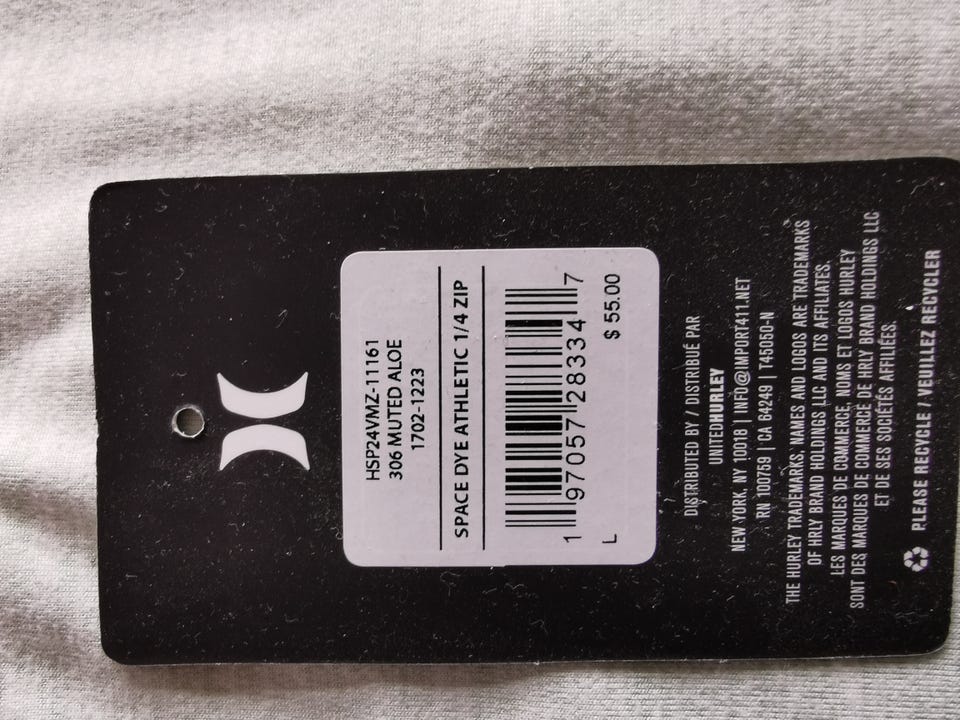 HSP24VMZ-11161
306 MUTED ALOE
1702-1223
SPACE DYE ATHLETIC 1/4 ZIP
1 97057 28334 7
L $ 55.00
DISTRIBUTED BY / DISTRIBUÉ PAR
UNITEDHURLEY
NEW YORK, NY 10018 | INFO@IMPORT411.NET
RN 100759 | CA 64249 | T45050-N
THE HURLEY TRADEMARKS, NAMES AND LOGOS ARE TRADEMARKS
OF HRLY BRAND HOLDINGS LLC AND ITS AFFILIATES.
LES MARQUES DE COMMERCE, NOMS ET LOGOS HURLEY
SONT DES MARQUES DE COMMERCE DE HRLY BRAND HOLDINGS LLC
ET DE SES SOCIÉTÉS AFFILIÉES.
PLEASE RECYCLE / VEUILLEZ RECYCLER